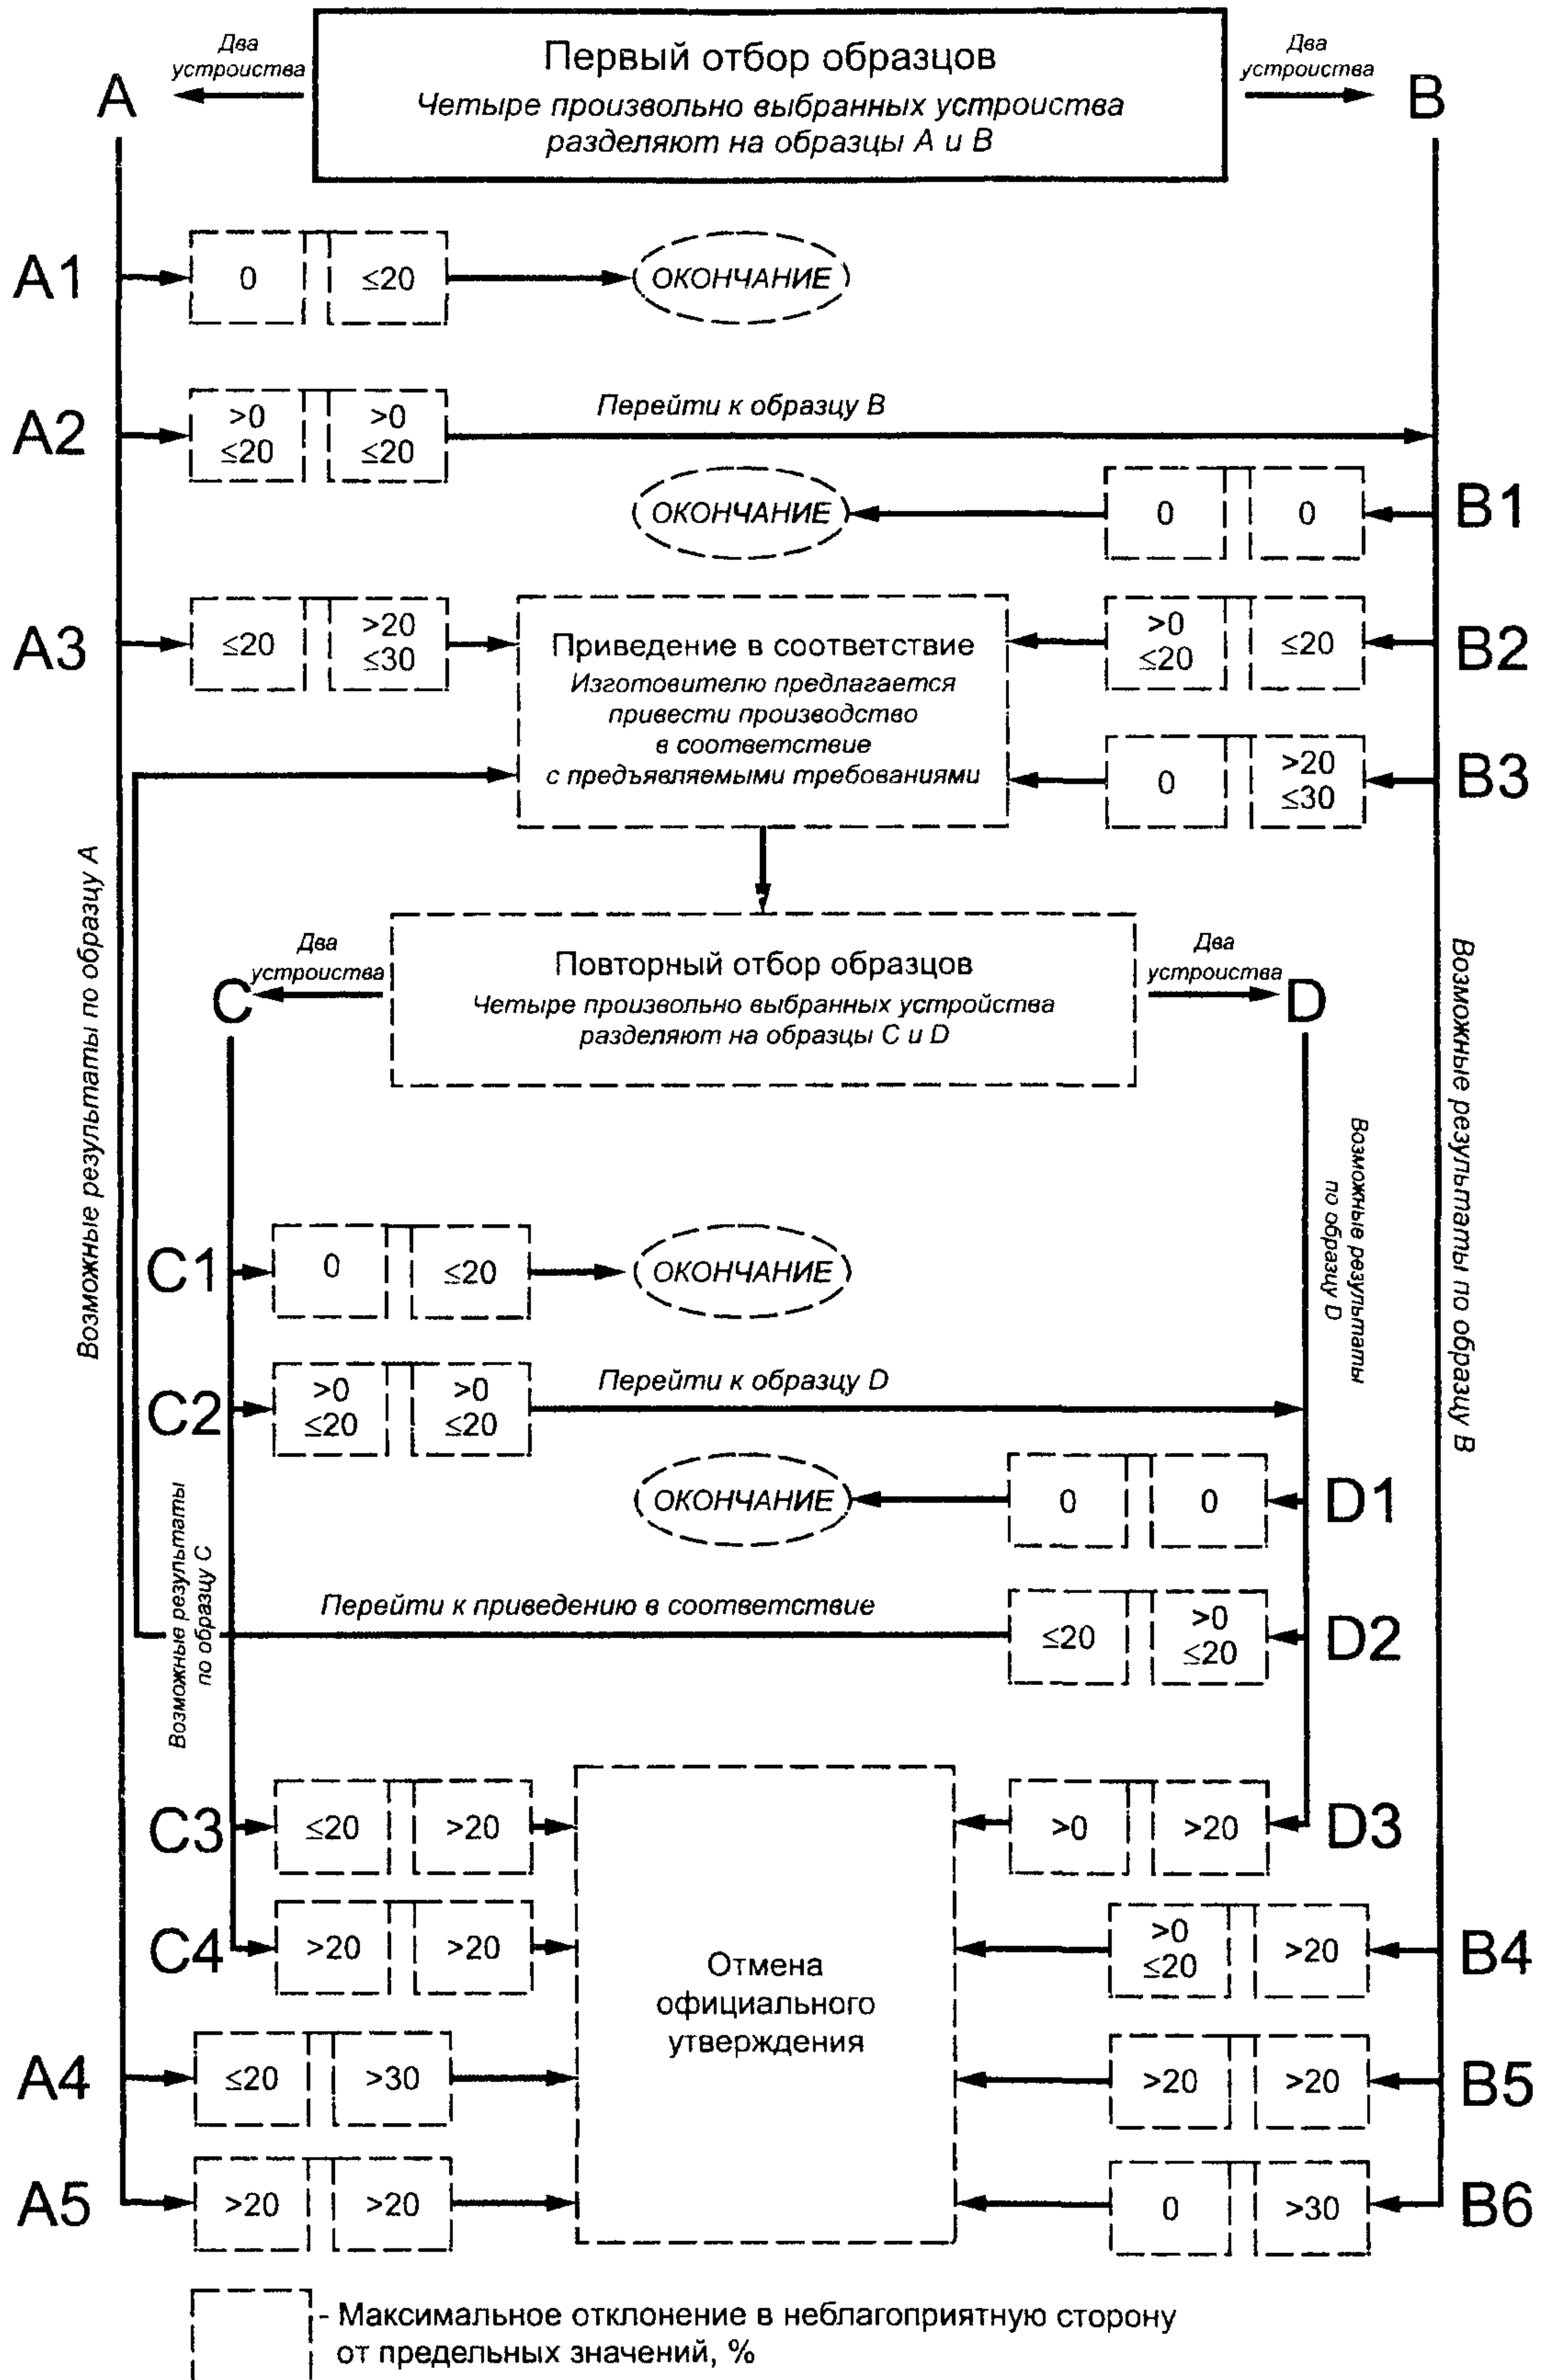 Два
устроиства
A
Первый отбор образцов
Четыре произвольно выбранных устроиства
разделяют на образцы А и В
Два
устроиства
B
A1
0
≤20
ОКОНЧАНИЕ
A2
>0
≤20
>0
≤20
Перейти к образцу В
ОКОНЧАНИЕ
0
0
B1
A3
≤20
>20
≤30
Приведение в соответствие
Изготовителю предлагается
привести производство
в соответствие
с предъявляемыми требованиями
>0
≤20
≤20
B2
0
>20
≤30
B3
Возможные результаты по образцу А
Два
устроиства
C
Повторный отбор образцов
Четыре произвольно выбранных устройства
разделяют на образцы С и D
Два
устроиства
D
Возможные результаты по образцу В
Возможные результаты
по образцу D
C1
0
≤20
ОКОНЧАНИЕ
C2
>0
≤20
>0
≤20
Перейти к образцу D
ОКОНЧАНИЕ
0
0
D1
Возможные результаты
по образцу С
Перейти к приведению в соответствие
≤20
>0
≤20
D2
C3
≤20
>20
>0
>20
D3
C4
>20
>20
Отмена
официального
утверждения
>0
≤20
>20
B4
A4
≤20
>30
>20
>20
B5
A5
>20
>20
0
>30
B6
- Максимальное отклонение в неблагоприятную сторону
от предельных значений, %